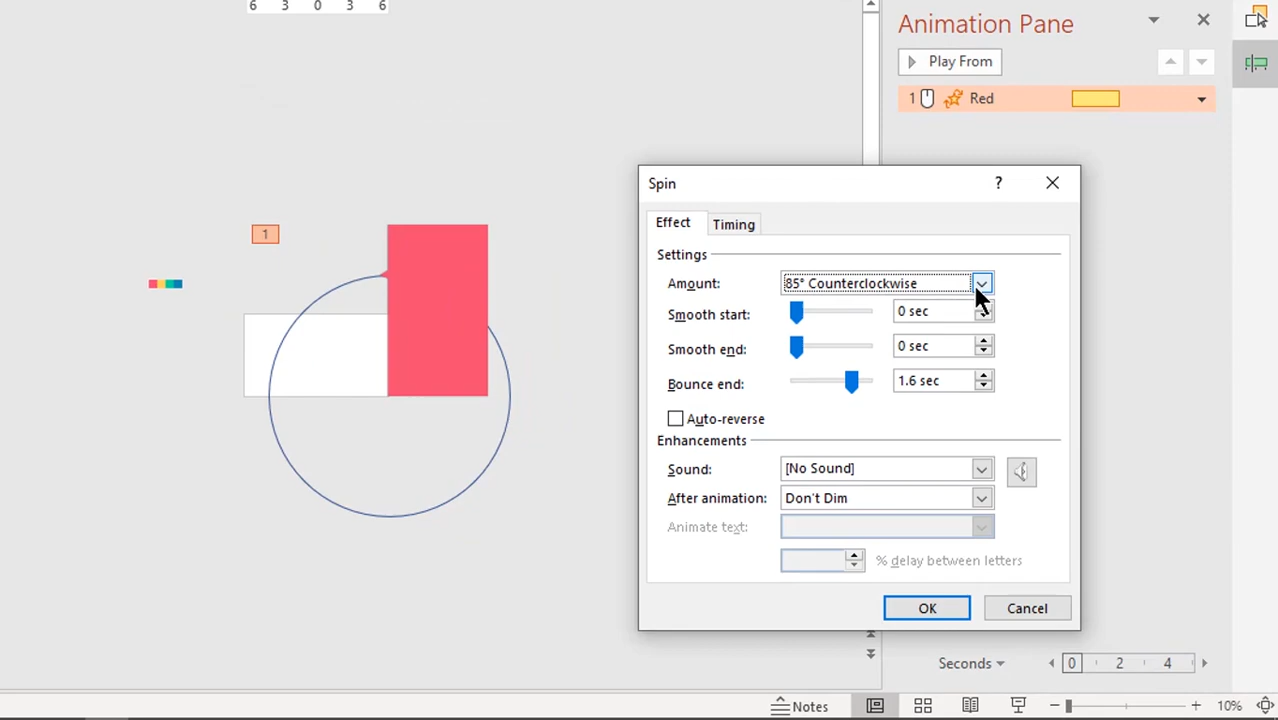 6 3 0 3 6
Animation Pane
Play From
1 Red
Spin
?
Effect
Timing
Settings
1
Amount:
85° Counterclockwise
Smooth start:
0 sec
Smooth end:
0 sec
Bounce end:
1.6 sec
Auto-reverse
Enhancements
Sound:
[No Sound]
After animation:
Don't Dim
Animate text:
% delay between letters
OK
Cancel
Seconds
0
2
4
Notes
10%